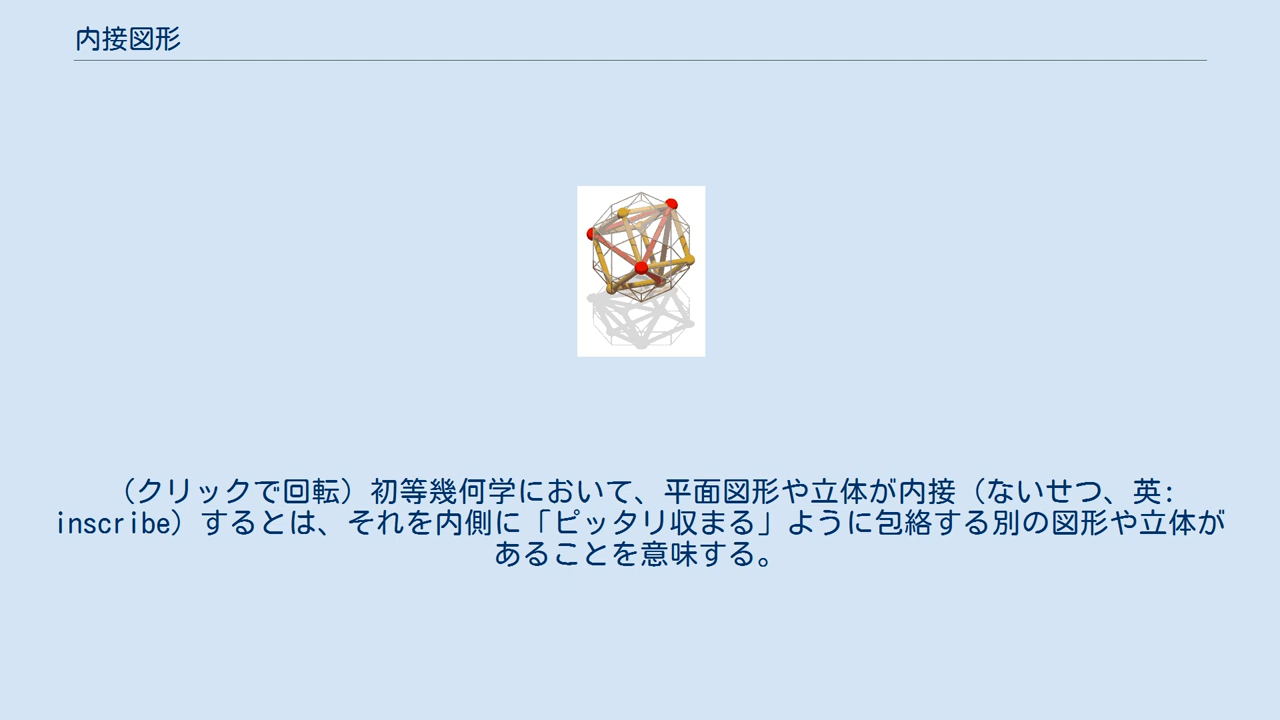 内接図形
（クリックで回転）初等幾何学において、平面図形や立体が内接（ないせつ、英:
inscribe）するとは、それを内側に「ピッタリ収まる」ように包絡する別の図形や立体が
あることを意味する。